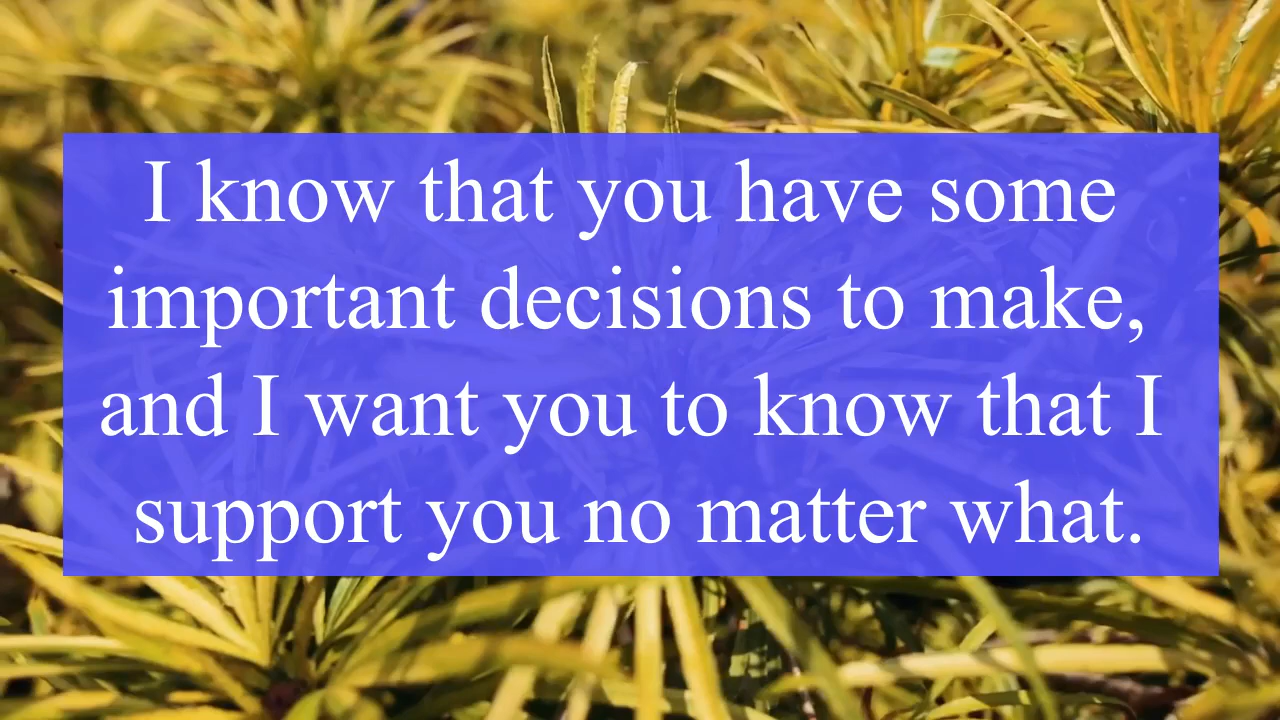 I know that you have some
important decisions to make,
and I want you to know that I
support you no matter what.